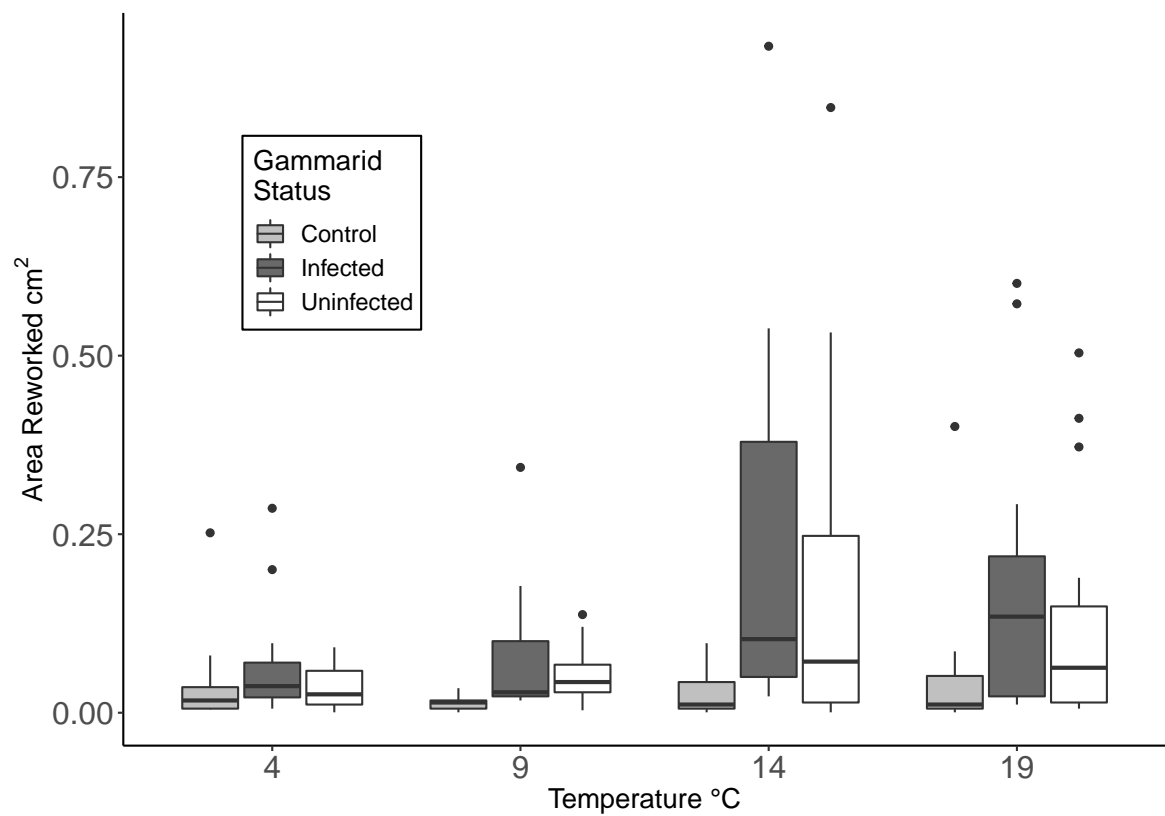 Gammarid
Status
Control
Infected
Uninfected
Area Reworked cm²
0.75
0.50
0.25
0.00
4 9 14 19
Temperature °C